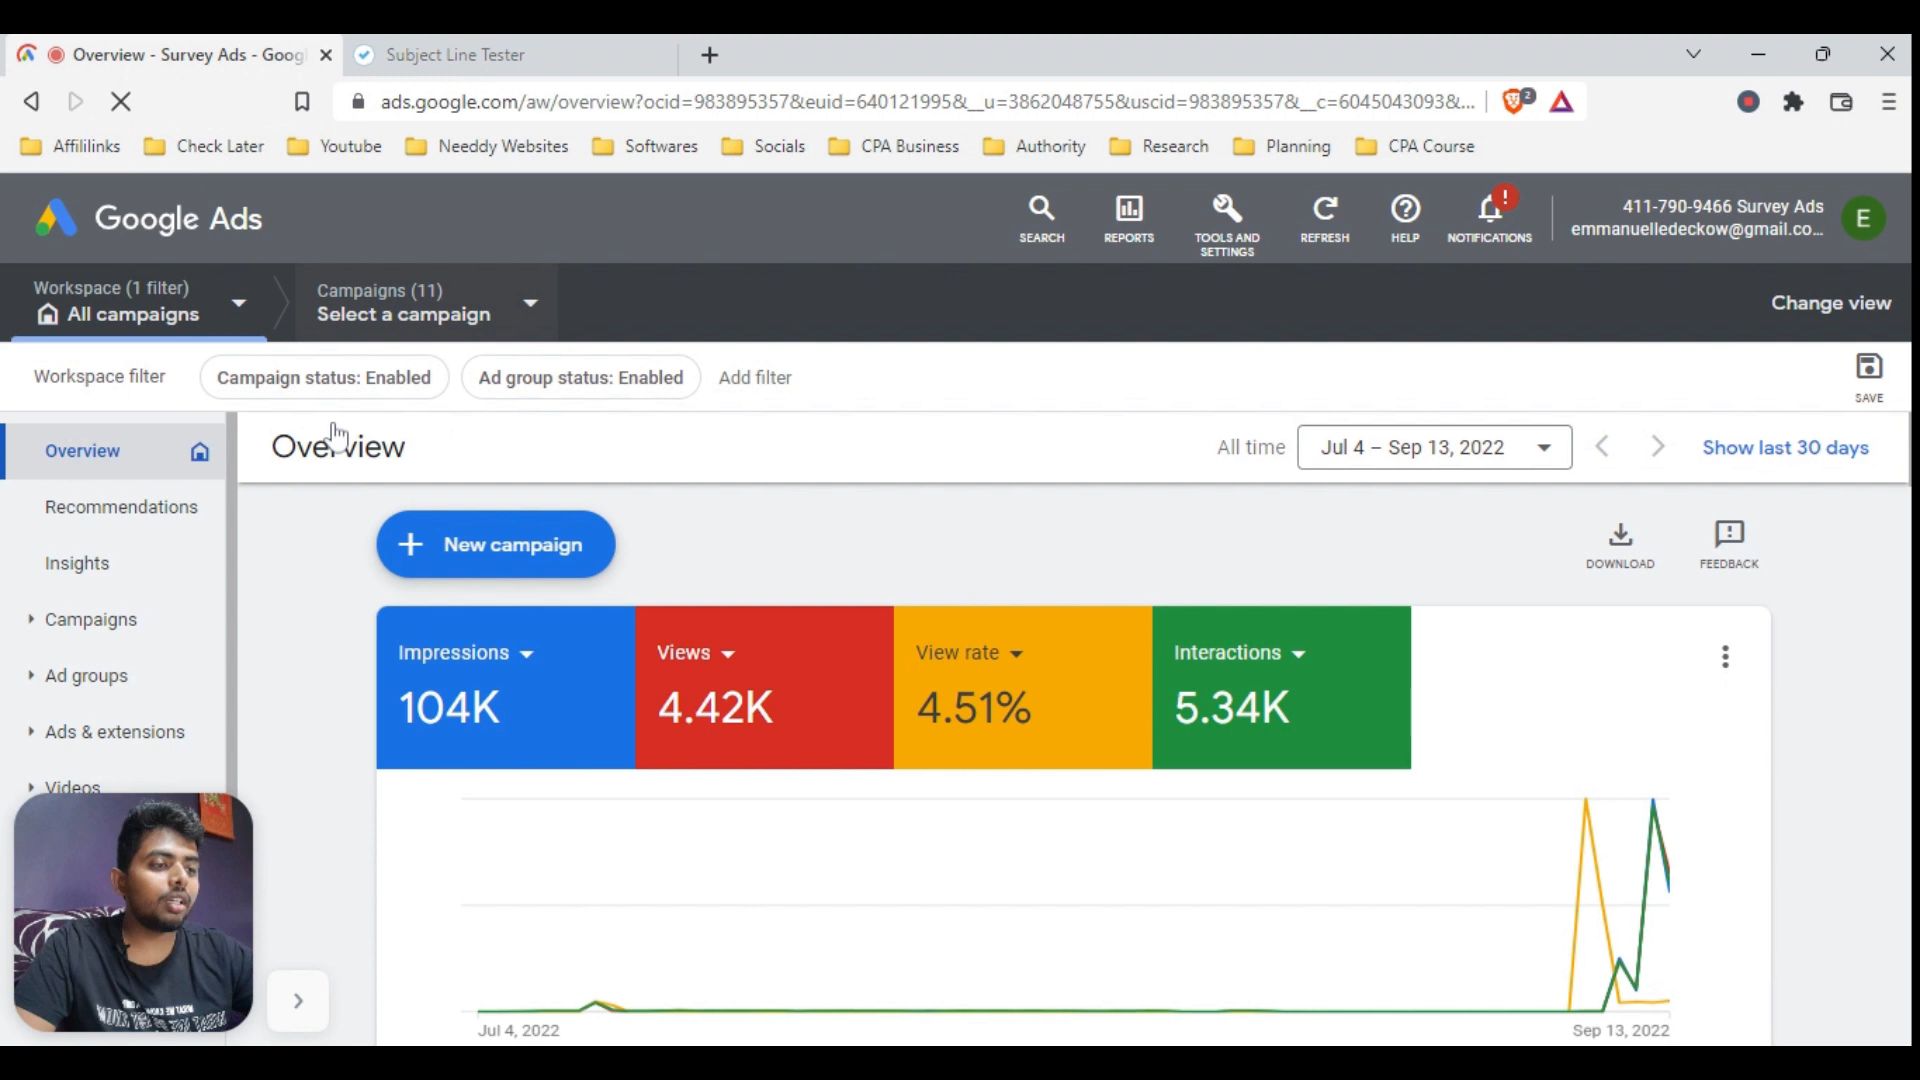 Overview - Survey Ads - Goog
Subject Line Tester
ads.google.com/aw/overview?ocid=983895357&euid=640121995&__u=3862048755&uscid=983895357&__c=6045043093&...
2
Affililinks
Check Later
Youtube
Needdy Websites
Softwares
Socials
CPA Business
Authority
Research
Planning
CPA Course
Google Ads
SEARCH
REPORTS
TOOLS AND
SETTINGS
REFRESH
HELP
NOTIFICATIONS
411-790-9466 Survey Ads
emmanuelledeckow@gmail.co...
E
Workspace (1 filter)
All campaigns
Campaigns (11)
Select a campaign
Change view
Workspace filter
Campaign status: Enabled
Ad group status: Enabled
Add filter
SAVE
Overview
Recommendations
Insights
Campaigns
Ad groups
Ads & extensions
Videos
Overview
All time
Jul 4 – Sep 13, 2022
Show last 30 days
New campaign
DOWNLOAD
FEEDBACK
Impressions
104K
Views
4.42K
View rate
4.51%
Interactions
5.34K
Jul 4, 2022
Sep 13, 2022